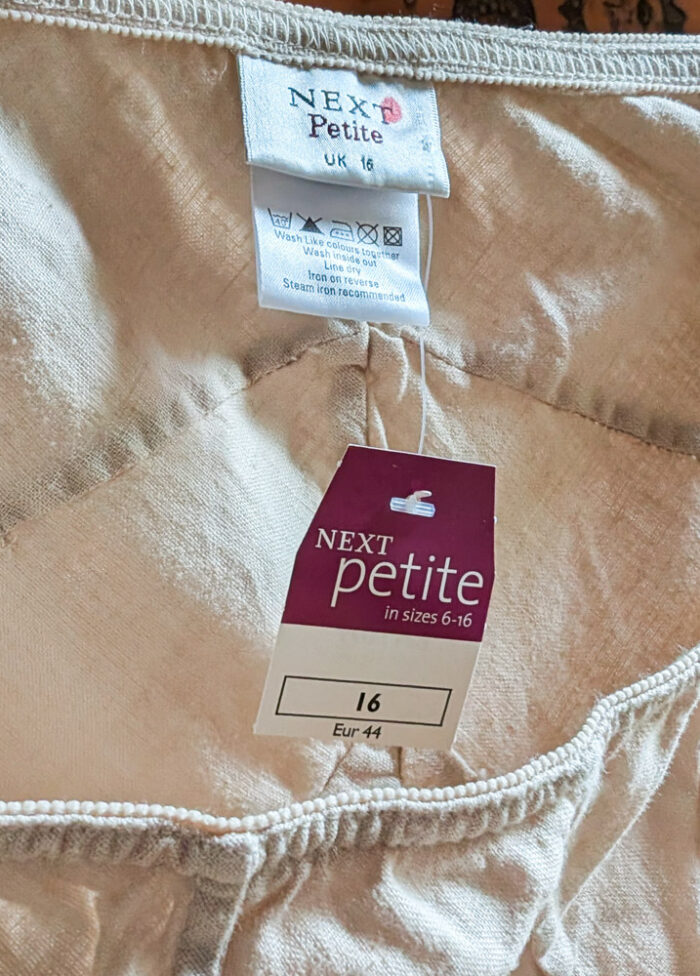 NEXT
Petite
UK 16
40
Wash Like colours together
Wash inside out
Line dry
Iron on reverse
Steam iron recommended
NEXT
petite
in sizes 6-16
16
Eur 44